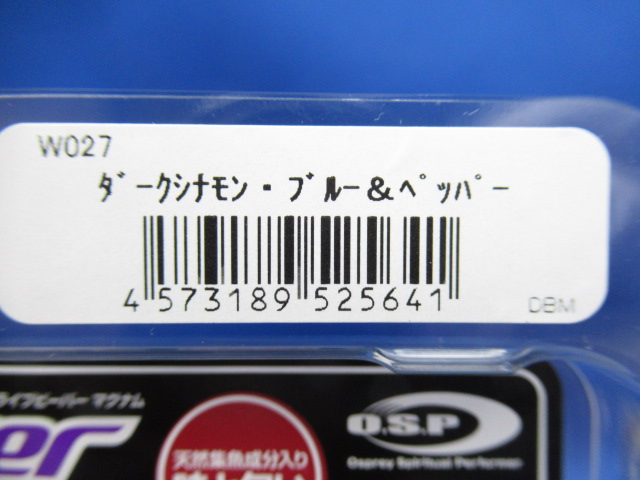 W027
ﾀﾞｰｸｼﾅﾓﾝ・ﾌﾞﾙｰ&ﾍﾟｯﾊﾟｰ
4 573189 525641
DBM
ライブビーバー マグナム
er
天然集魚成分入り
O.S.P
Osprey Spiritual Performer